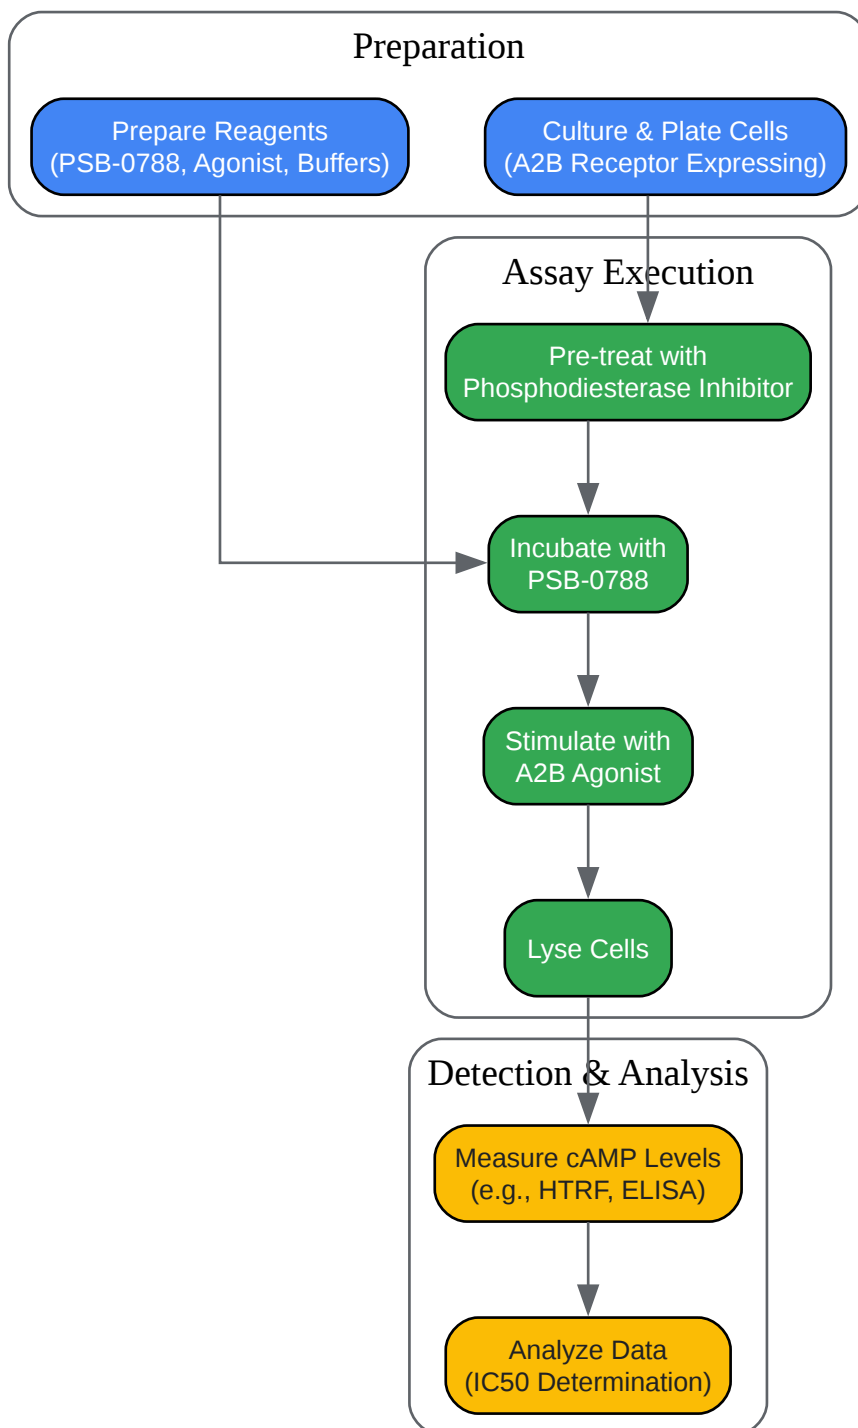 Preparation
Prepare Reagents
(PSB-0788, Agonist, Buffers)
Culture & Plate Cells
(A2B Receptor Expressing)
Assay Execution
Pre-treat with
Phosphodiesterase Inhibitor
Incubate with
PSB-0788
Stimulate with
A2B Agonist
Lyse Cells
Detection & Analysis
Measure cAMP Levels
(e.g., HTRF, ELISA)
Analyze Data
(IC50 Determination)